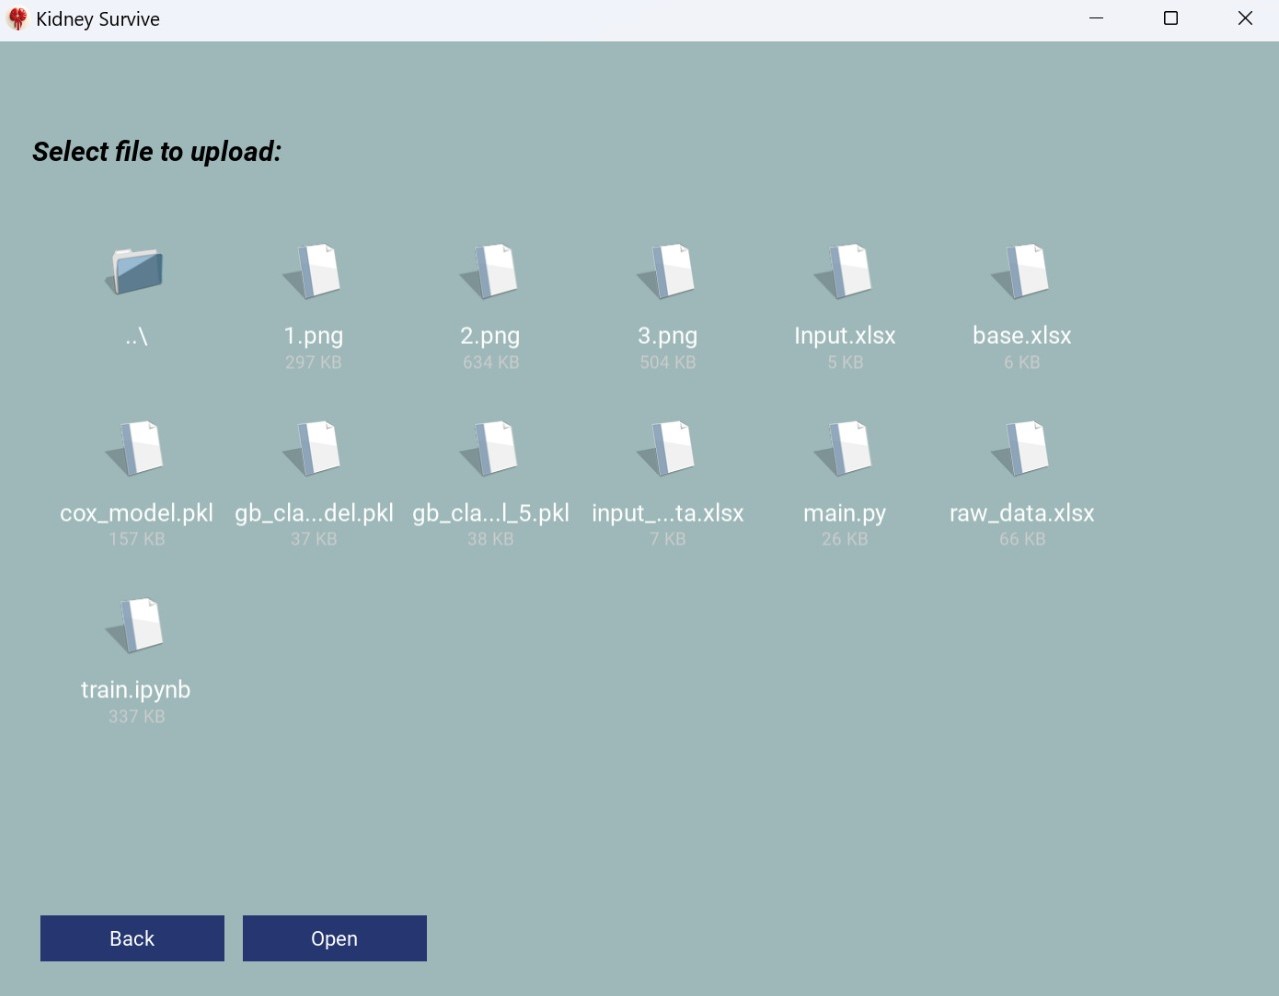 Kidney Survive
Select file to upload:
..\ 1.png 2.png 3.png Input.xlsx base.xlsx
297 KB 634 KB 504 KB 5 KB 6 KB
cox_model.pkl gb_cla...del.pkl gb_cla...l_5.pkl input_...ta.xlsx main.py raw_data.xlsx
157 KB 37 KB 38 KB 7 KB 26 KB 66 KB
train.ipynb
337 KB
Back Open